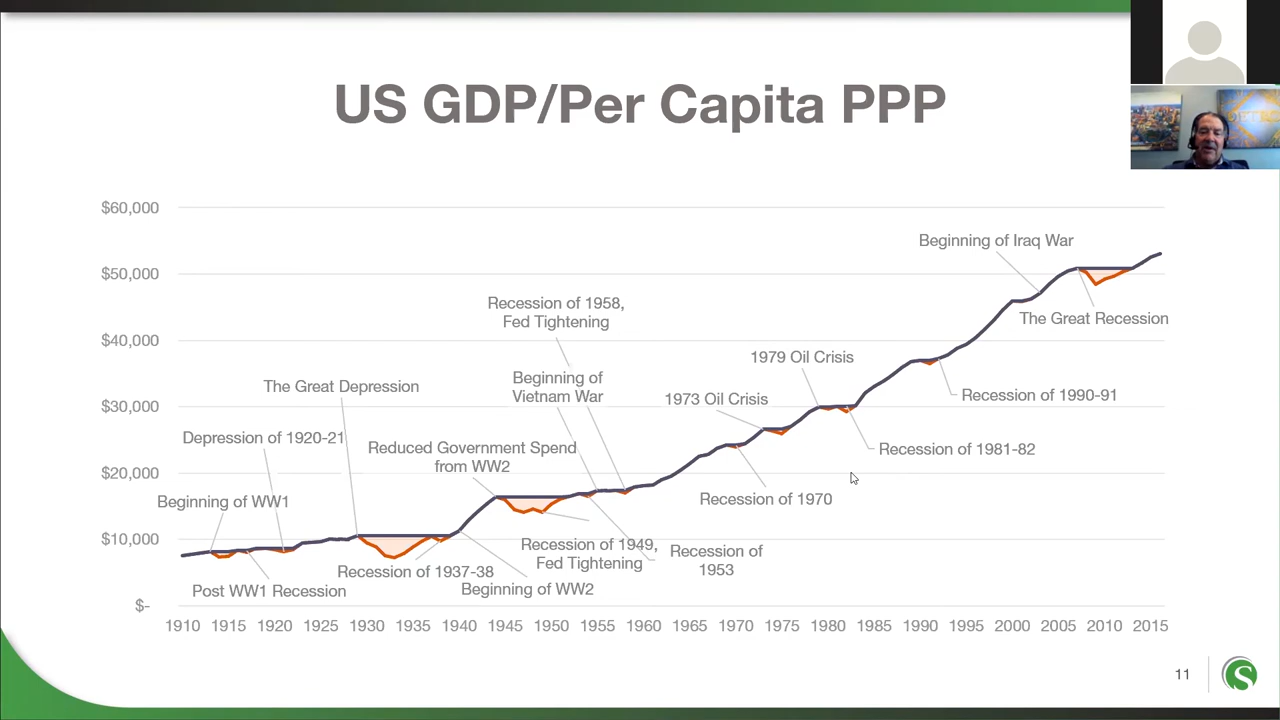 US GDP/Per Capita PPP
$60,000
$50,000
$40,000
$30,000
$20,000
$10,000
$-
Beginning of Iraq War
Recession of 1958,
Fed Tightening
The Great Recession
1979 Oil Crisis
Beginning of
Vietnam War
The Great Depression
1973 Oil Crisis
Recession of 1990-91
Depression of 1920-21
Reduced Government Spend
from WW2
Recession of 1981-82
Beginning of WW1
Recession of 1970
Recession of 1949,
Fed Tightening
Recession of
1953
Recession of 1937-38
Post WW1 Recession
Beginning of WW2
1910 1915 1920 1925 1930 1935 1940 1945 1950 1955 1960 1965 1970 1975 1980 1985 1990 1995 2000 2005 2010 2015
11
S